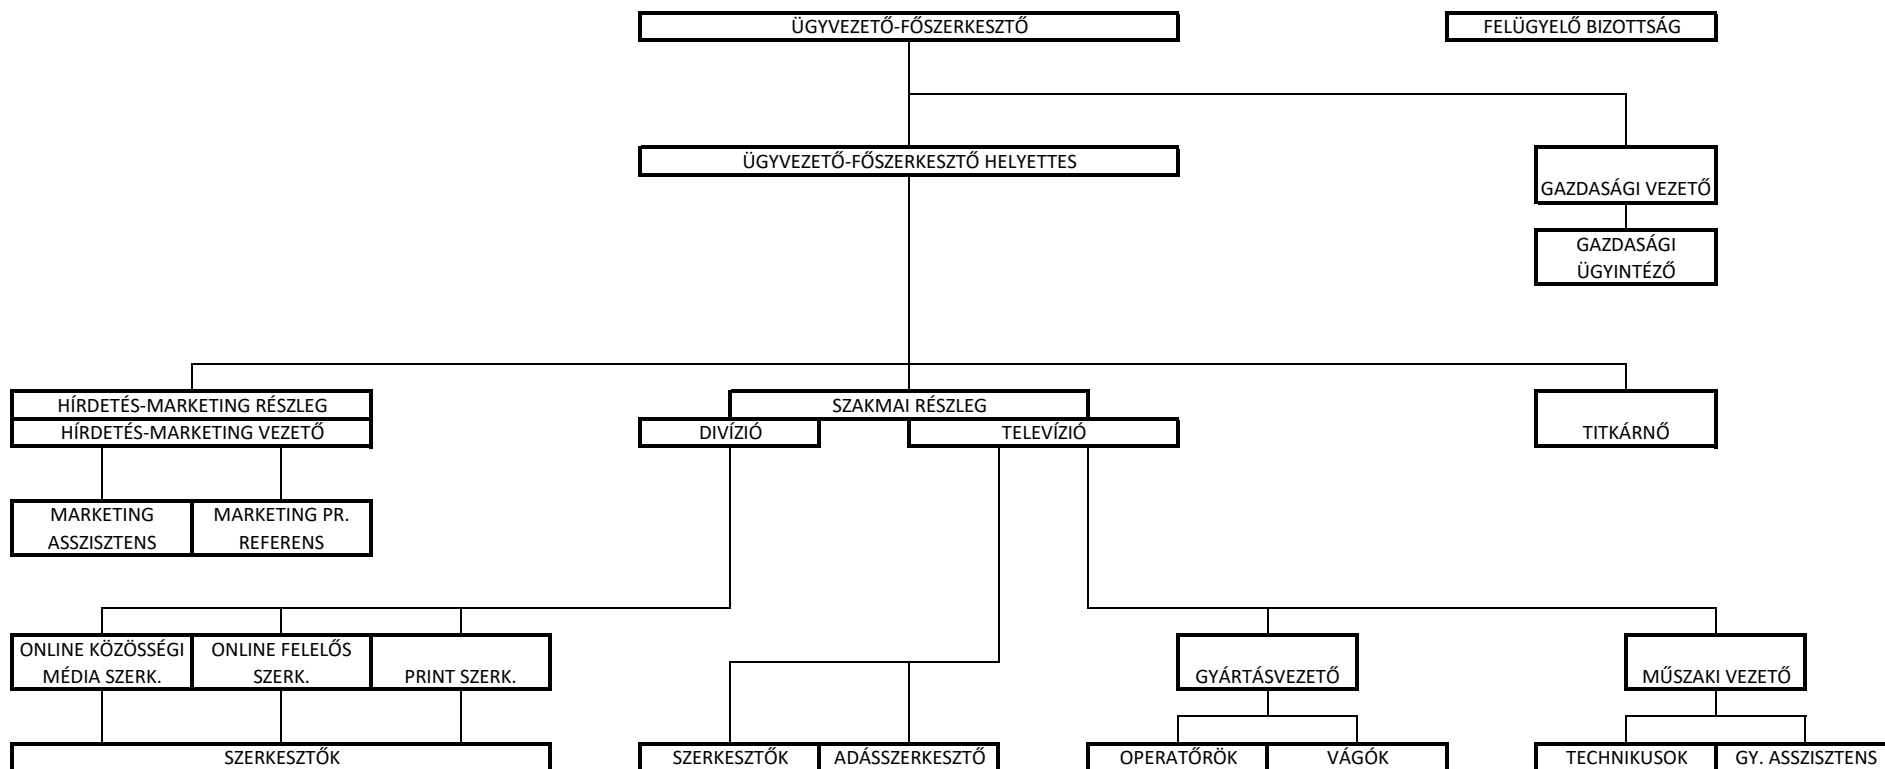 ÜGYVEZETŐ-FŐSZERKESZTŐ
FELÜGYELŐ BIZOTTSÁG
ÜGYVEZETŐ-FŐSZERKESZTŐ HELYETTES
GAZDASÁGI VEZETŐ
GAZDASÁGI
ÜGYINTÉZŐ
HÍRDETÉS-MARKETING RÉSZLEG
HÍRDETÉS-MARKETING VEZETŐ
SZAKMAI RÉSZLEG
DIVÍZIÓ
TELEVÍZIÓ
TITKÁRNŐ
MARKETING
ASSZISZTENS
MARKETING PR.
REFERENS
ONLINE KÖZÖSSÉGI
MÉDIA SZERK.
ONLINE FELELŐS
SZERK.
PRINT SZERK.
GYÁRTÁSVEZETŐ
MŰSZAKI VEZETŐ
SZERKESZTŐK
SZERKESZTŐK
ADÁSSZERKESZTŐ
OPERATŐRÖK
VÁGÓK
TECHNIKUSOK
GY. ASSZISZTENS